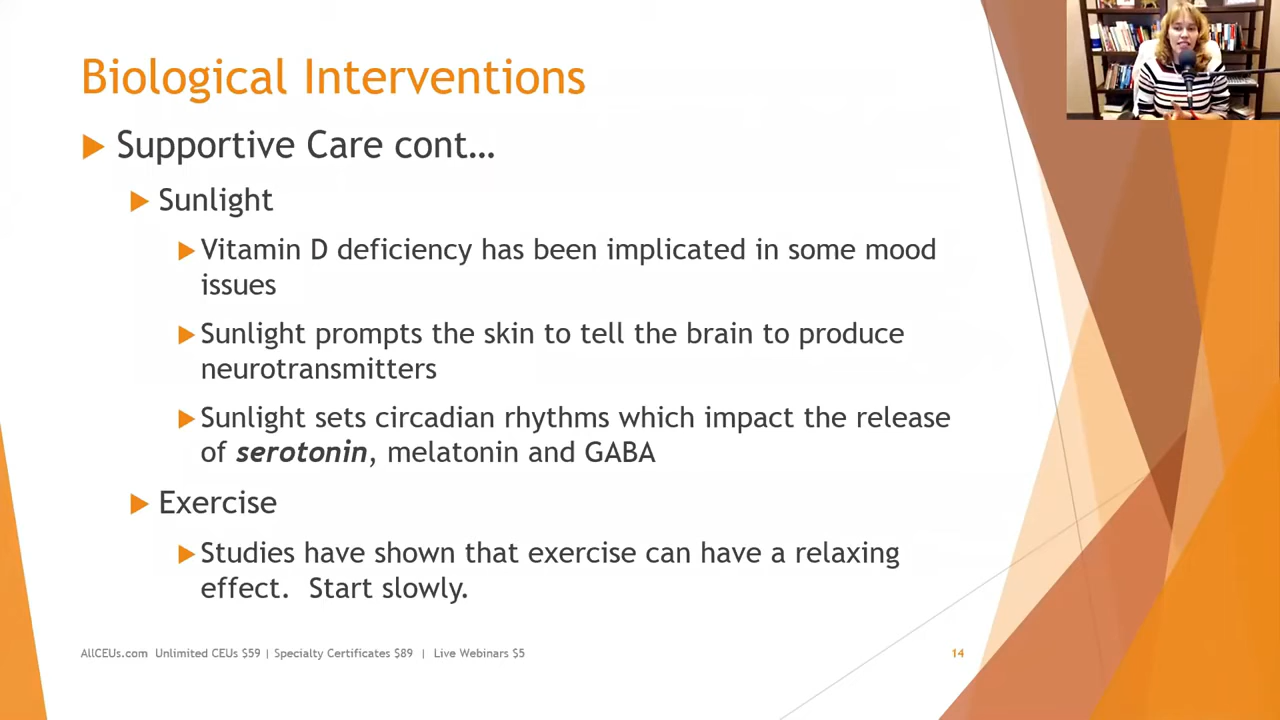 Biological Interventions
Supportive Care cont…
Sunlight
Vitamin D deficiency has been implicated in some mood
issues
Sunlight prompts the skin to tell the brain to produce
neurotransmitters
Sunlight sets circadian rhythms which impact the release
of serotonin, melatonin and GABA
Exercise
Studies have shown that exercise can have a relaxing
effect.  Start slowly.
AllCEUs.com  Unlimited CEUs $59 | Specialty Certificates $89  |  Live Webinars $5
14